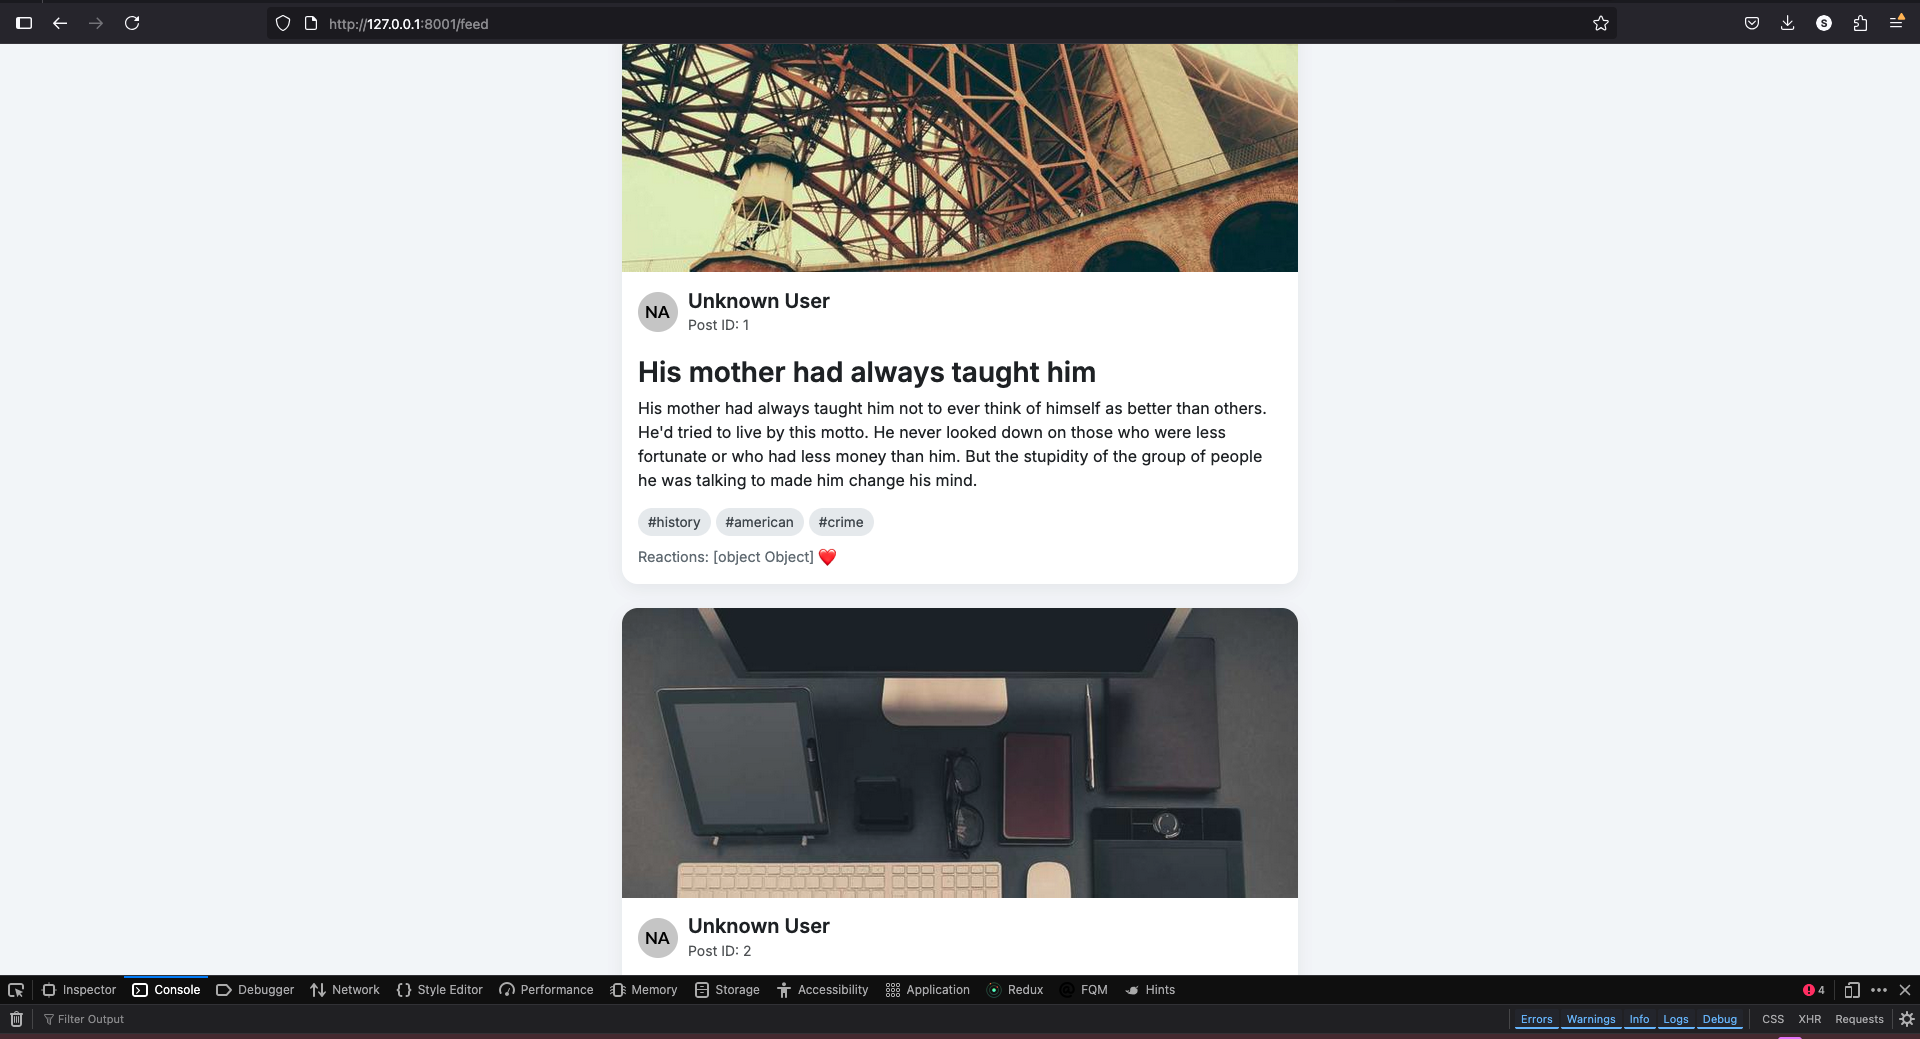 http://127.0.0.1:8001/feed
S
NA
Unknown User
Post ID: 1
His mother had always taught him
His mother had always taught him not to ever think of himself as better than others.
He'd tried to live by this motto. He never looked down on those who were less
fortunate or who had less money than him. But the stupidity of the group of people
he was talking to made him change his mind.
#history #american #crime
Reactions: [object Object] ❤️
NA
Unknown User
Post ID: 2
Inspector Console Debugger Network Style Editor Performance Memory Storage Accessibility Application Redux FQM Hints 4
Filter Output Errors Warnings Info Logs Debug CSS XHR Requests